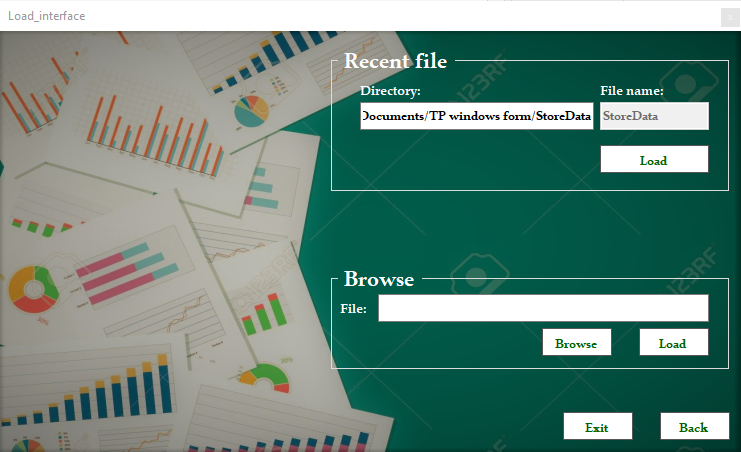 Load_interface
x
Recent file
Directory:
File name:
Documents/TP windows form/StoreData
StoreData
Load
123RF
Browse
File:
123RF
Browse
Load
Exit
Back